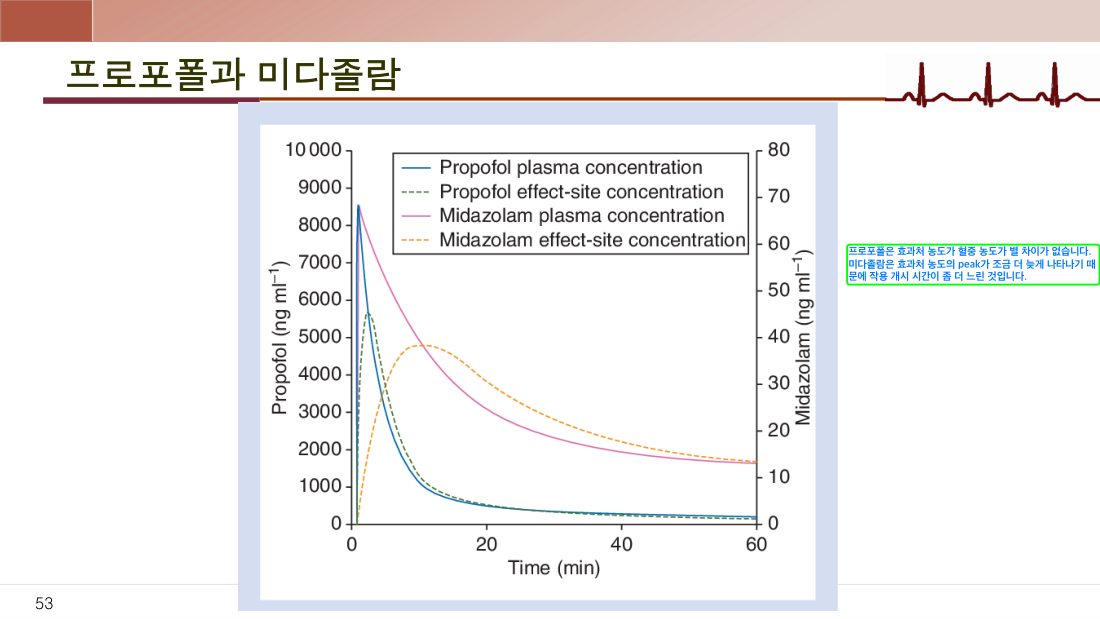 프로포폴과 미다졸람
10 000
9000
8000
7000
6000
5000
4000
3000
2000
1000
0
Propofol (ng ml⁻¹)
Propofol plasma concentration
Propofol effect-site concentration
Midazolam plasma concentration
Midazolam effect-site concentration
80
70
60
50
40
30
20
10
0
Midazolam (ng ml⁻¹)
0 20 40 60
Time (min)
프로포폴은 효과처 농도가 혈중 농도가 별 차이가 없습니다.
미다졸람은 효과처 농도의 peak가 조금 더 늦게 나타나기 때
문에 작용 개시 시간이 좀 더 느린 것입니다.
53